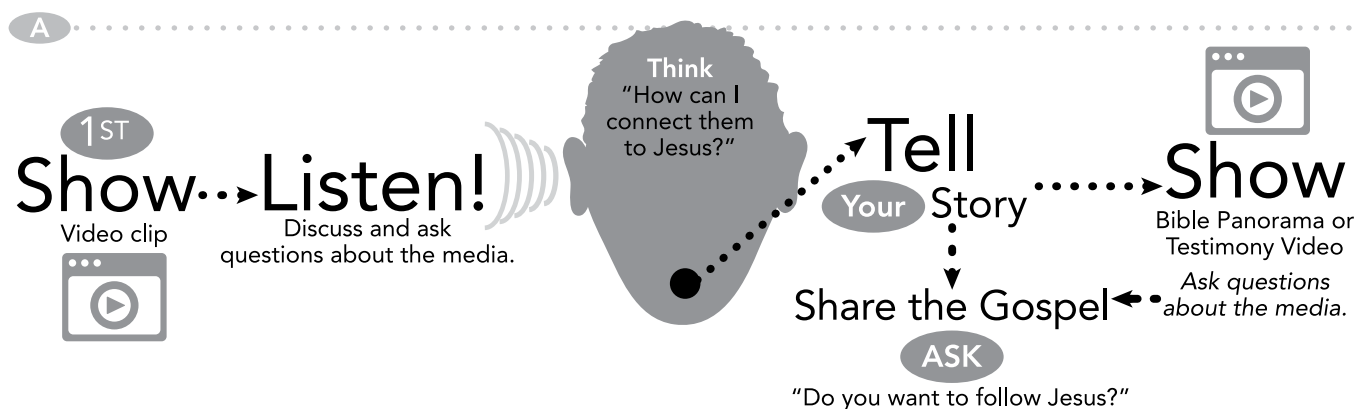 A
1ST
Show
Video clip
Listen!
Discuss and ask
questions about the media.
Think
“How can I
connect them
to Jesus?”
Tell
Your Story
Show
Bible Panorama or
Testimony Video
Ask questions
about the media.
Share the Gospel
ASK
“Do you want to follow Jesus?”